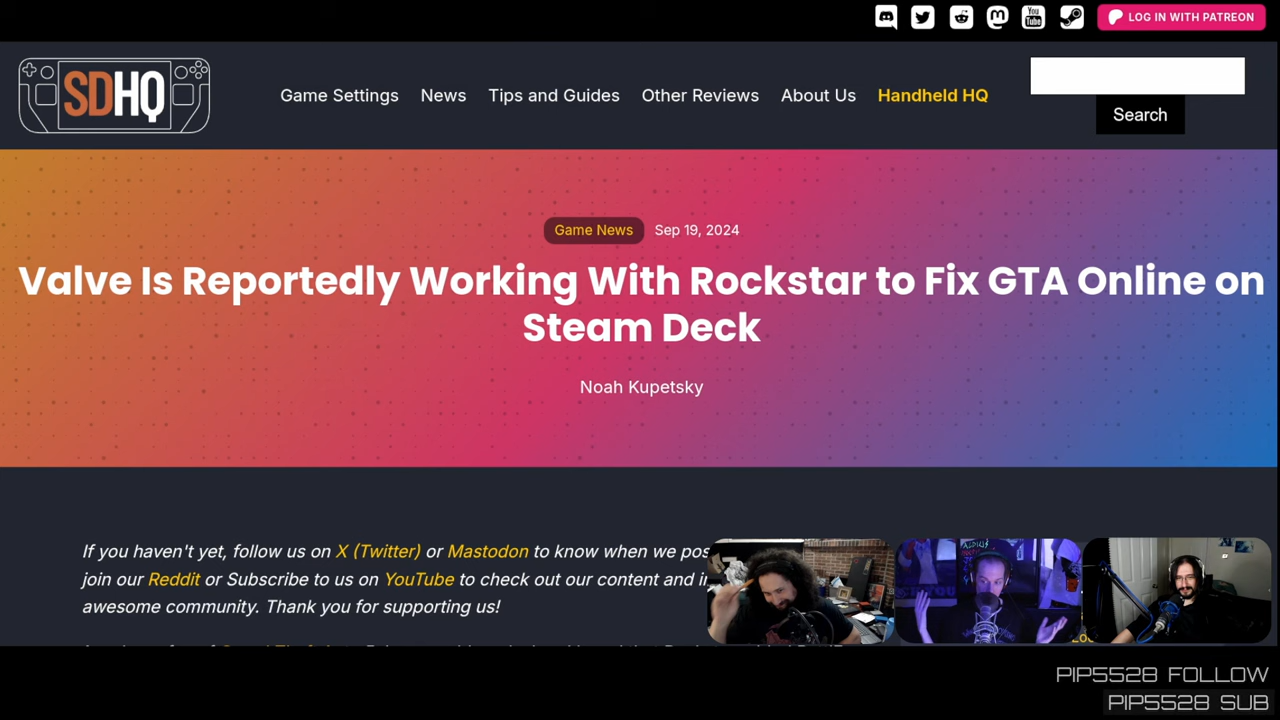 You
Tube
LOG IN WITH PATREON
SDHQ
Game Settings
News
Tips and Guides
Other Reviews
About Us
Handheld HQ
Search
Game News
Sep 19, 2024
Valve Is Reportedly Working With Rockstar to Fix GTA Online on
Steam Deck
Noah Kupetsky
If you haven't yet, follow us on X (Twitter) or Mastodon to know when we pos
join our Reddit or Subscribe to us on YouTube to check out our content and in
awesome community. Thank you for supporting us!
PIP5528 FOLLOW
PIP5528 SUB